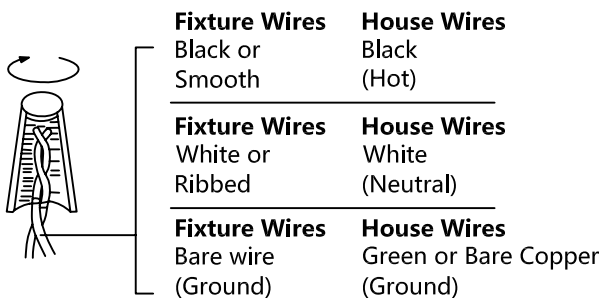 Fixture Wires House Wires
Black or Black
Smooth (Hot)
Fixture Wires House Wires
White or White
Ribbed (Neutral)
Fixture Wires House Wires
Bare wire Green or Bare Copper
(Ground) (Ground)